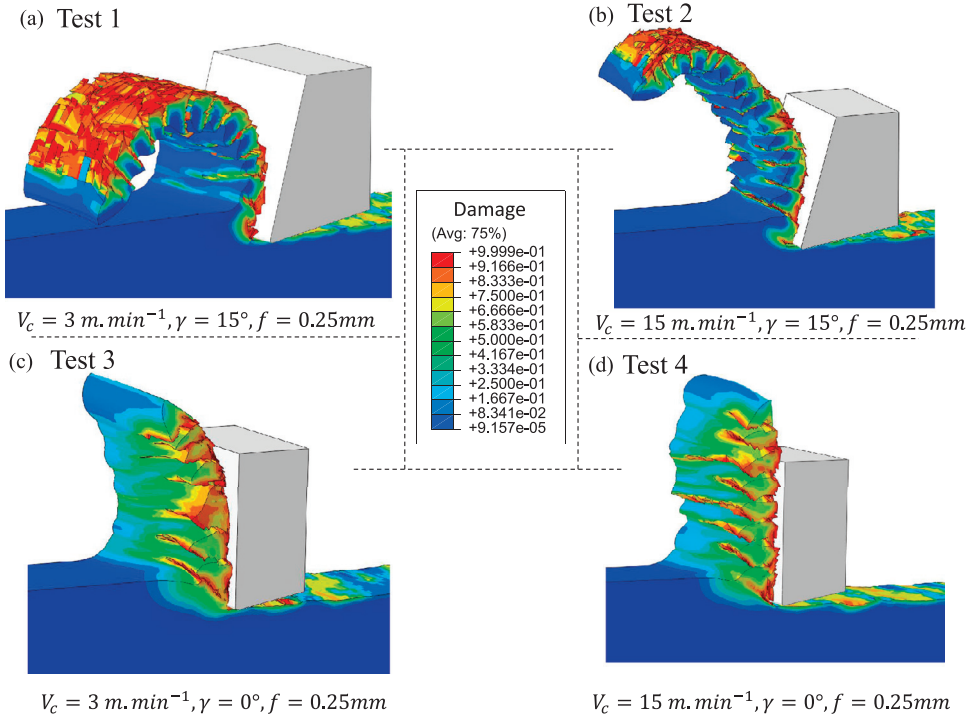 (a) Test 1
(b) Test 2
V_c = 3 m.min⁻¹, γ = 15°, f = 0.25mm
V_c = 15 m.min⁻¹, γ = 15°, f = 0.25mm
Damage
(Avg: 75%)
+9.999e-01
+9.166e-01
+8.333e-01
+7.500e-01
+6.666e-01
+5.833e-01
+5.000e-01
+4.167e-01
+3.334e-01
+2.500e-01
+1.667e-01
+8.341e-02
+9.157e-05
(c) Test 3
(d) Test 4
V_c = 3 m.min⁻¹, γ = 0°, f = 0.25mm
V_c = 15 m.min⁻¹, γ = 0°, f = 0.25mm